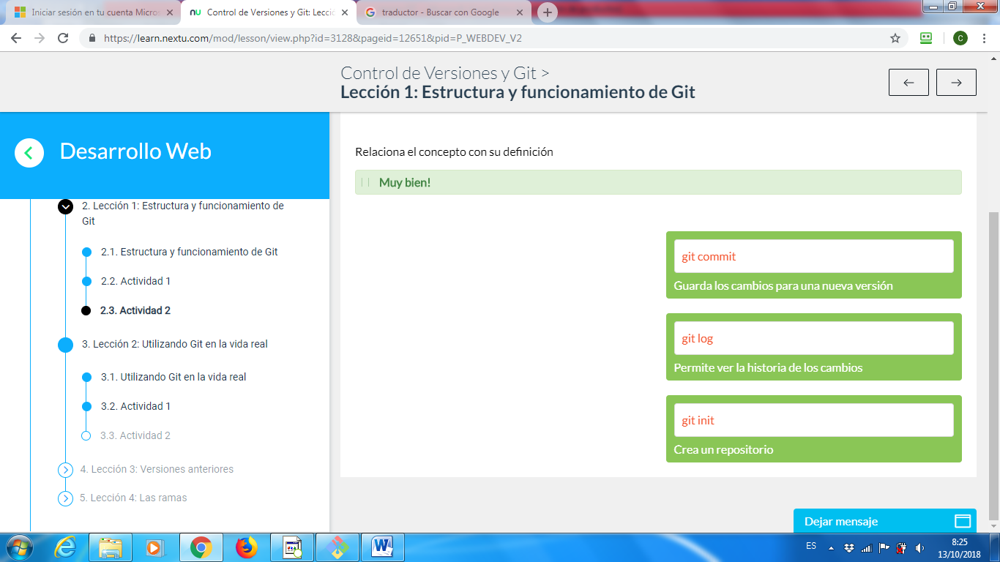 Iniciar sesión en tu cuenta Micros
Control de Versiones y Git: Lecci
traductor - Buscar con Google
https://learn.nextu.com/mod/lesson/view.php?id=3128&pageid=12651&pid=P_WEBDEV_V2
C
Control de Versiones y Git >
Lección 1: Estructura y funcionamiento de Git
Desarrollo Web
2. Lección 1: Estructura y funcionamiento de
Git
2.1. Estructura y funcionamiento de Git
2.2. Actividad 1
2.3. Actividad 2
3. Lección 2: Utilizando Git en la vida real
3.1. Utilizando Git en la vida real
3.2. Actividad 1
3.3. Actividad 2
4. Lección 3: Versiones anteriores
5. Lección 4: Las ramas
Relaciona el concepto con su definición
Muy bien!
git commit
Guarda los cambios para una nueva versión
git log
Permite ver la historia de los cambios
git init
Crea un repositorio
Dejar mensaje
ES
8:25
13/10/2018